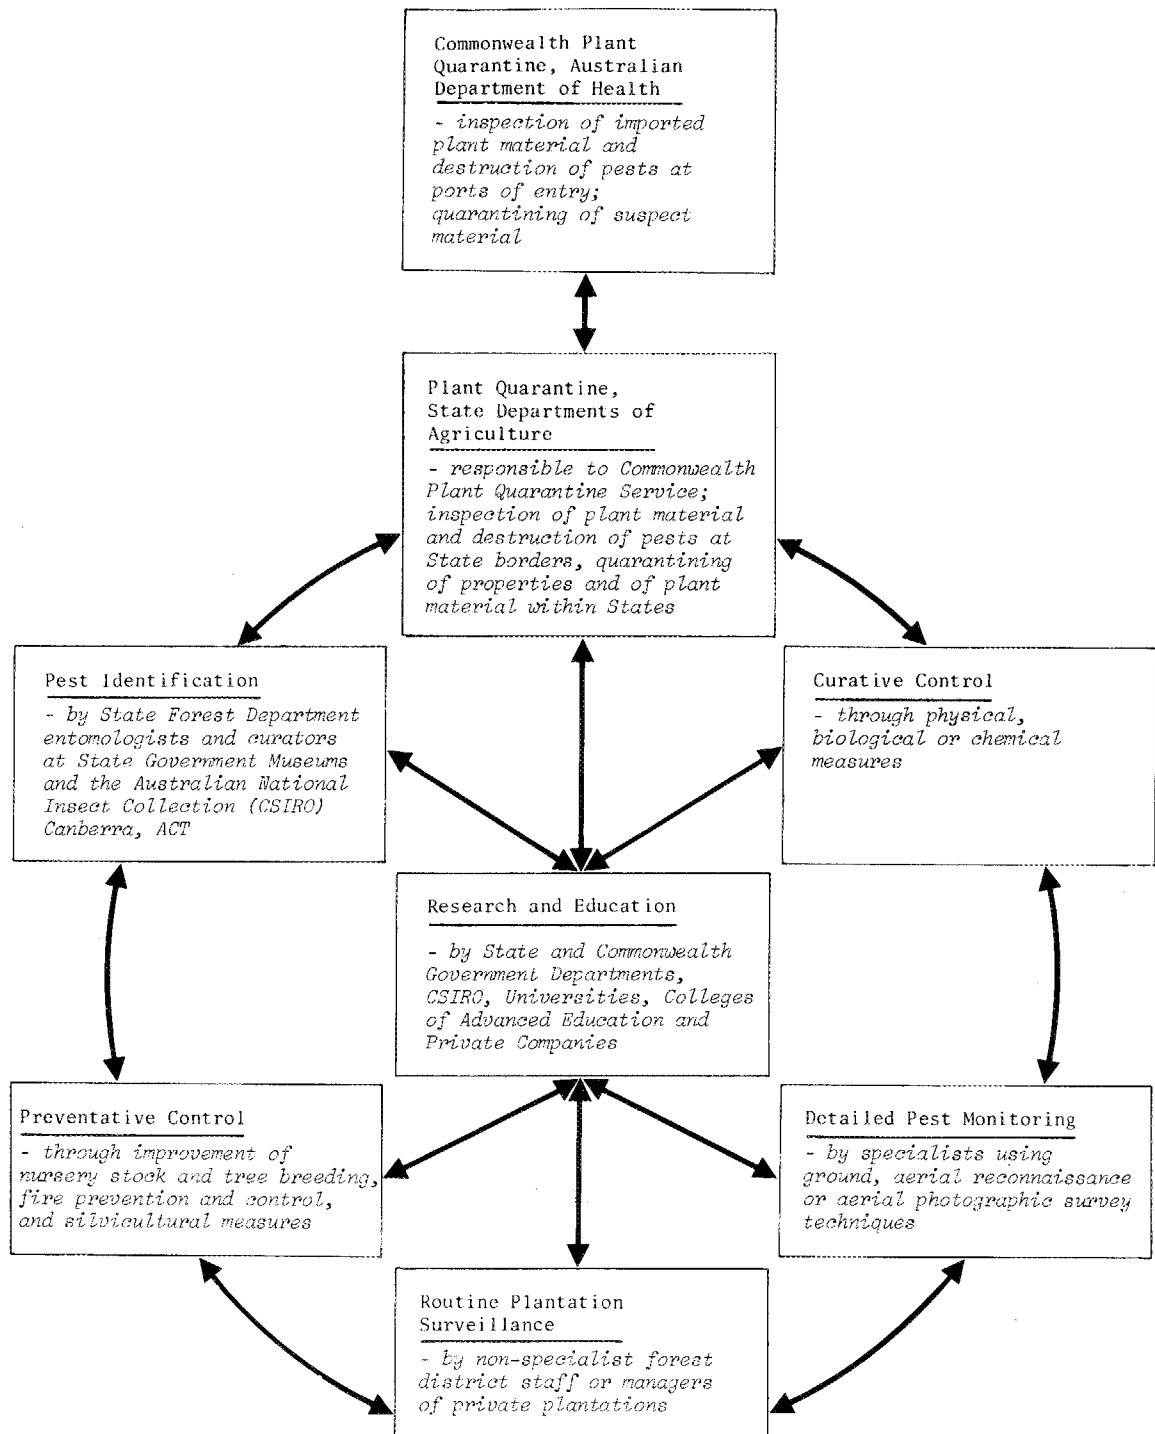 Commonwealth Plant
Quarantine, Australian
Department of Health
- inspection of imported
plant material and
destruction of pests at
ports of entry;
quarantining of suspect
material
Plant Quarantine,
State Departments of
Agriculture
- responsible to Commonwealth
Plant Quarantine Service;
inspection of plant material
and destruction of pests at
State borders, quarantining
of properties and of plant
material within States
Pest Identification
- by State Forest Department
entomologists and curators
at State Government Museums
and the Australian National
Insect Collection (CSIRO)
Canberra, ACT
Curative Control
- through physical,
biological or chemical
measures
Research and Education
- by State and Commonwealth
Government Departments,
CSIRO, Universities, Colleges
of Advanced Education and
Private Companies
Preventative Control
- through improvement of
nursery stock and tree breeding,
fire prevention and control,
and silvicultural measures
Detailed Pest Monitoring
- by specialists using
ground, aerial reconnaissance
or aerial photographic survey
techniques
Routine Plantation
Surveillance
- by non-specialist forest
district staff or managers
of private plantations